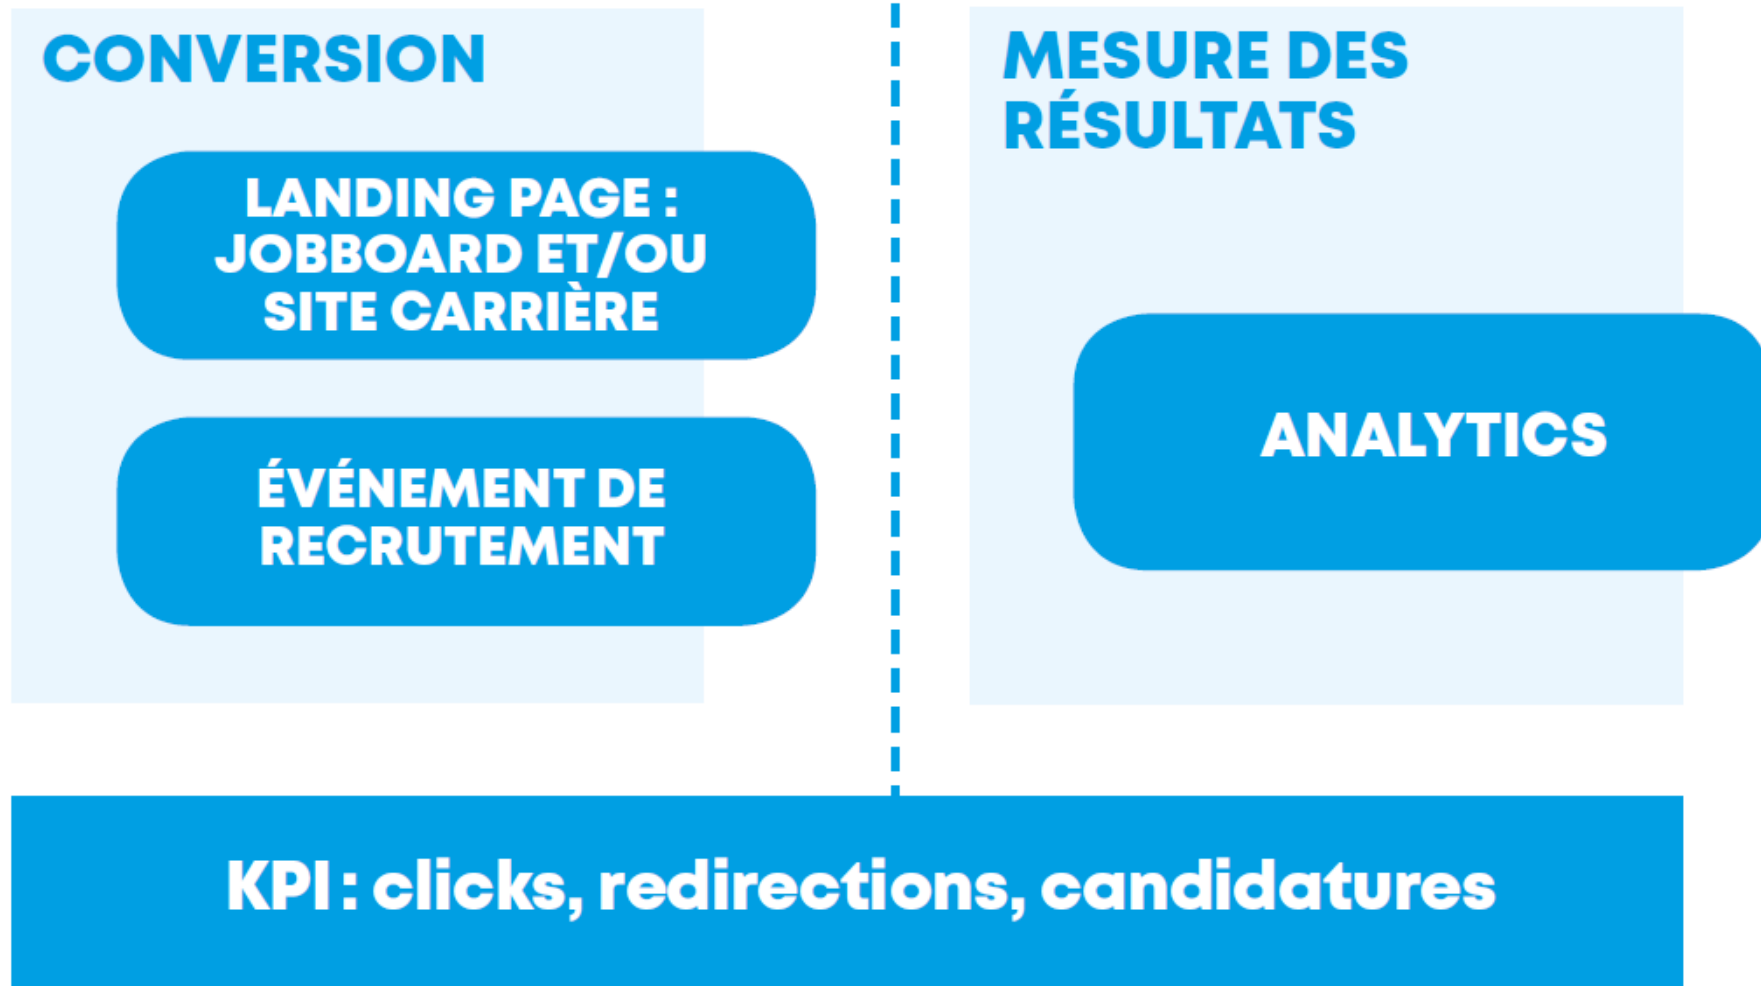 CONVERSION
LANDING PAGE :
JOBBOARD ET/OU
SITE CARRIÈRE
ÉVÉNEMENT DE
RECRUTEMENT
MESURE DES
RÉSULTATS
ANALYTICS
KPI : clicks, redirections, candidatures